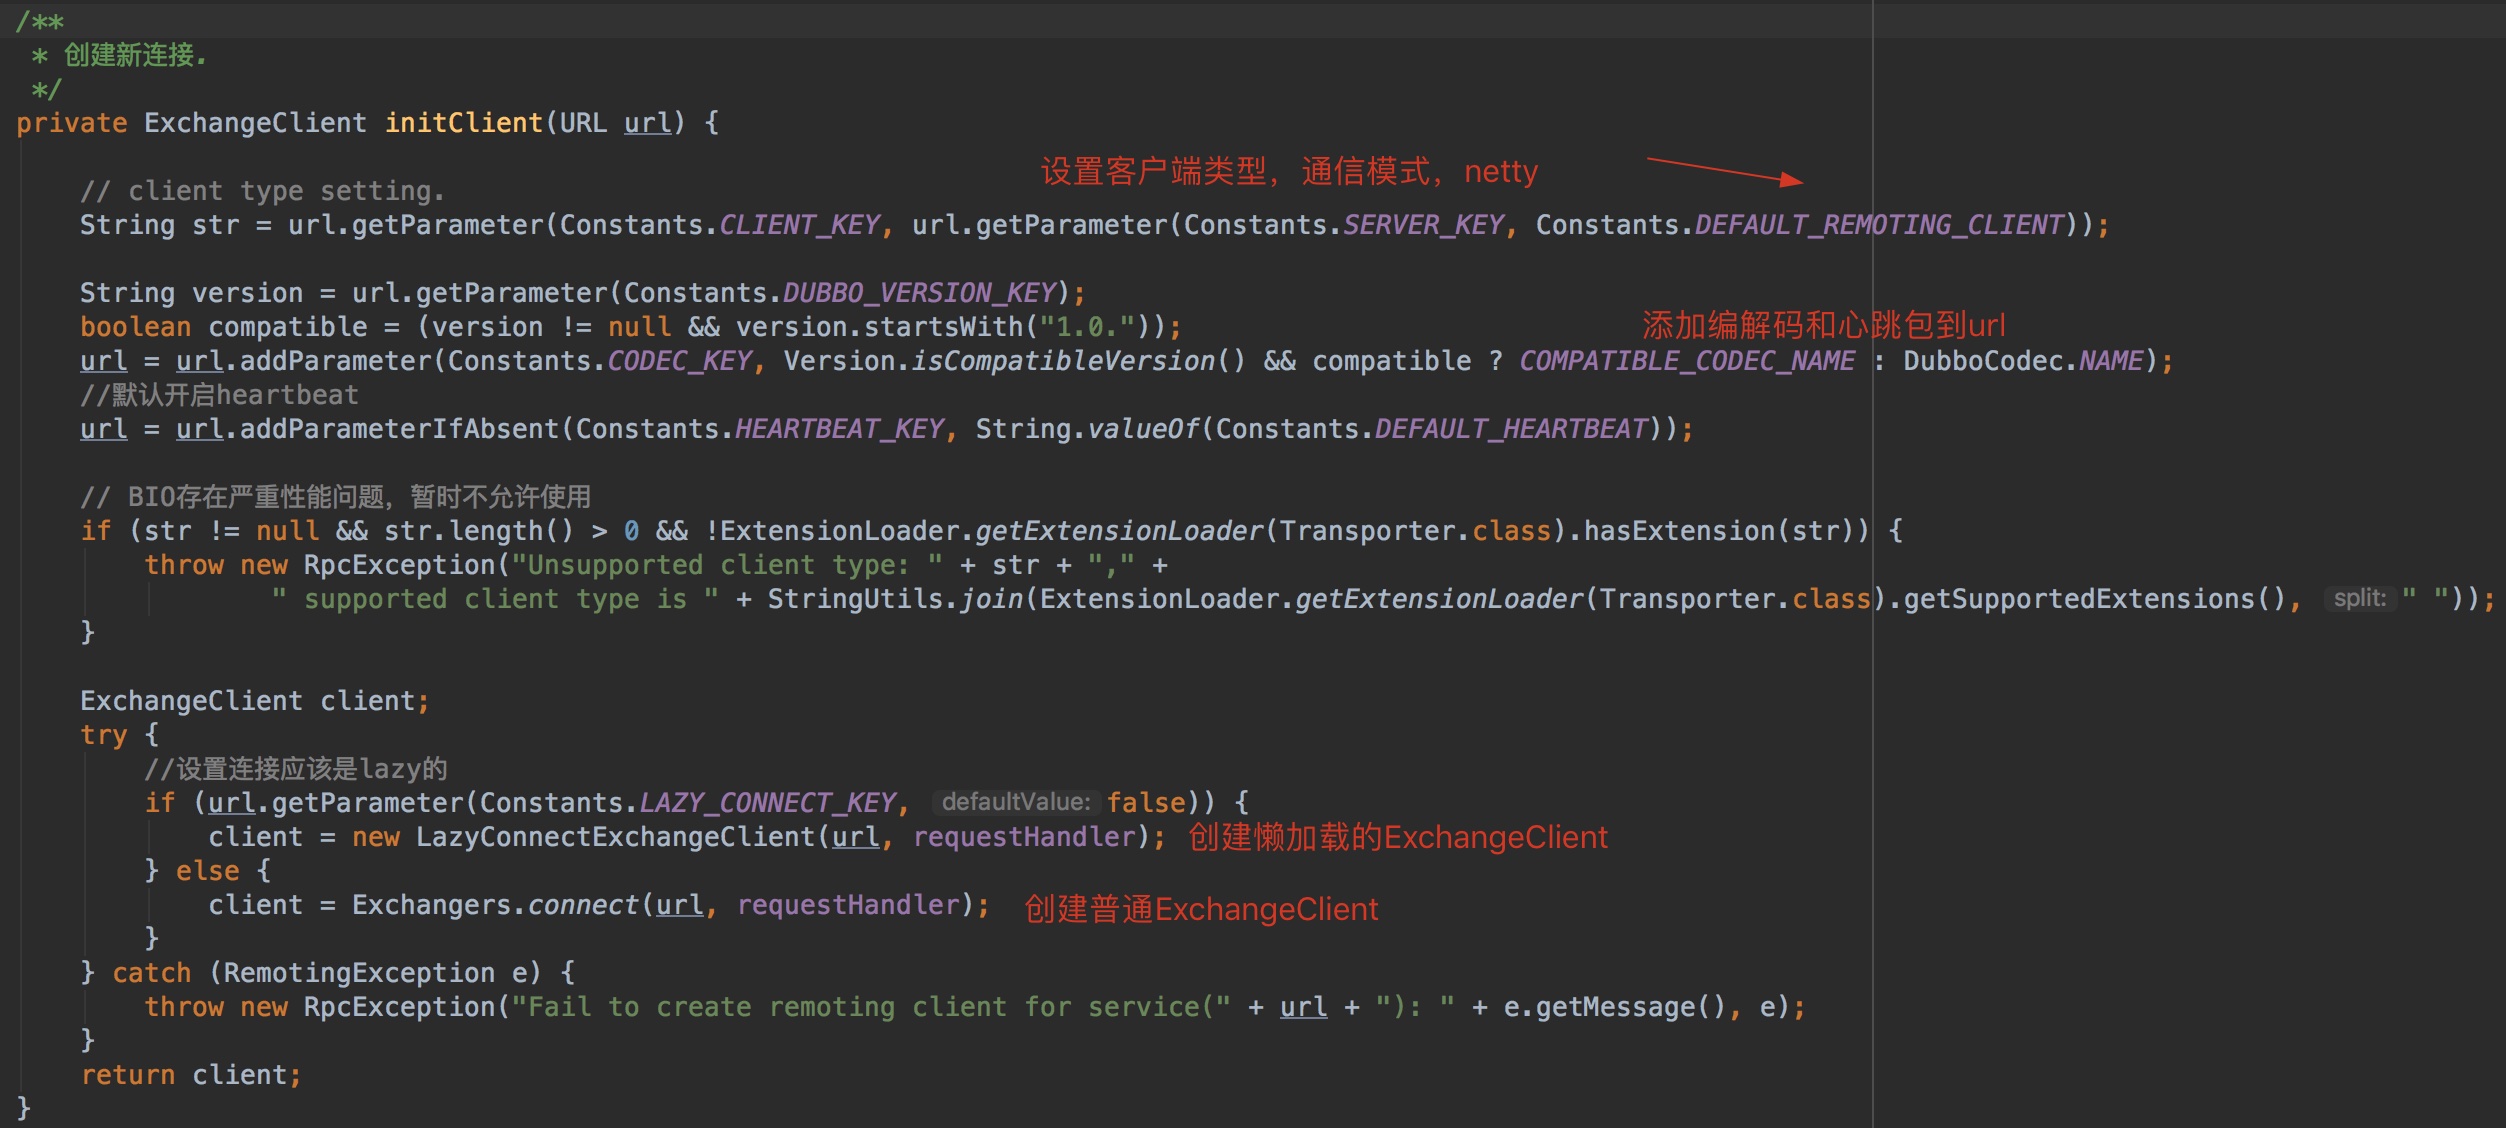 /**
* 创建新连接.
*/
private ExchangeClient initClient(URL url) {
设置客户端类型，通信模式，netty
// client type setting.
String str = url.getParameter(Constants.CLIENT_KEY, url.getParameter(Constants.SERVER_KEY, Constants.DEFAULT_REMOTING_CLIENT));
String version = url.getParameter(Constants.DUBBO_VERSION_KEY);
boolean compatible = (version != null && version.startsWith("1.0."));
添加编解码和心跳包到url
url = url.addParameter(Constants.CODEC_KEY, Version.isCompatibleVersion() && compatible ? COMPATIBLE_CODEC_NAME : DubboCodec.NAME);
//默认开启heartbeat
url = url.addParameterIfAbsent(Constants.HEARTBEAT_KEY, String.valueOf(Constants.DEFAULT_HEARTBEAT));
// BIO存在严重性能问题，暂时不允许使用
if (str != null && str.length() > 0 && !ExtensionLoader.getExtensionLoader(Transporter.class).hasExtension(str)) {
throw new RpcException("Unsupported client type: " + str + "," +
" supported client type is " + StringUtils.join(ExtensionLoader.getExtensionLoader(Transporter.class).getSupportedExtensions(), split: " "));
}
ExchangeClient client;
try {
//设置连接应该是lazy的
if (url.getParameter(Constants.LAZY_CONNECT_KEY, defaultValue: false)) {
client = new LazyConnectExchangeClient(url, requestHandler); 创建懒加载的ExchangeClient
} else {
client = Exchangers.connect(url, requestHandler); 创建普通ExchangeClient
}
} catch (RemotingException e) {
throw new RpcException("Fail to create remoting client for service(" + url + "): " + e.getMessage(), e);
}
return client;
}